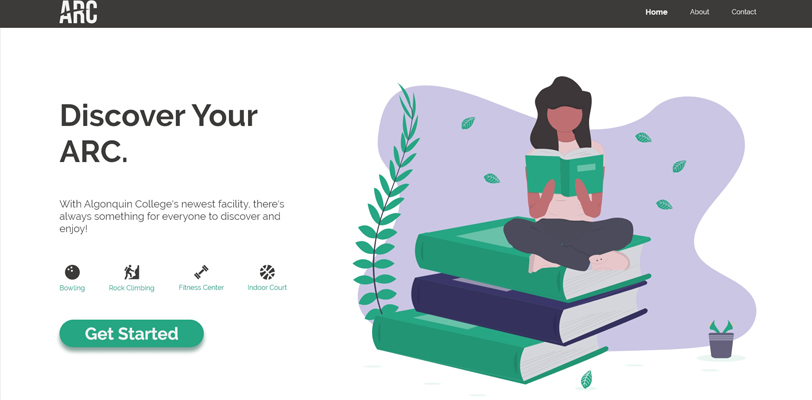 ARC
Home
About
Contact
Discover Your
ARC.
With Algonquin College's newest facility, there's
always something for everyone to discover and
enjoy!
Bowling
Rock Climbing
Fitness Center
Indoor Court
Get Started